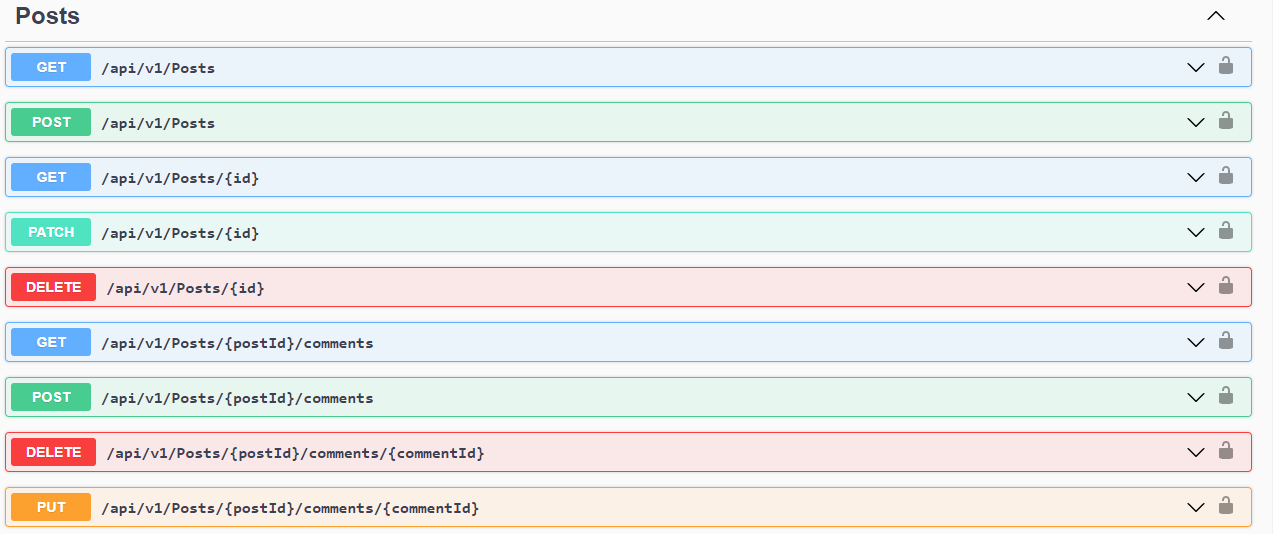 Posts
GET /api/v1/Posts
POST /api/v1/Posts
GET /api/v1/Posts/{id}
PATCH /api/v1/Posts/{id}
DELETE /api/v1/Posts/{id}
GET /api/v1/Posts/{postId}/comments
POST /api/v1/Posts/{postId}/comments
DELETE /api/v1/Posts/{postId}/comments/{commentId}
PUT /api/v1/Posts/{postId}/comments/{commentId}